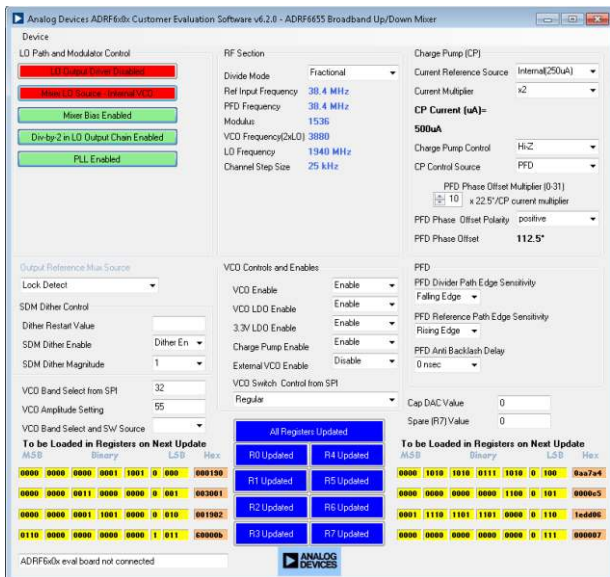 Analog Devices ADRF6x0x Customer Evaluation Software v6.2.0 - ADRF6655 Broadband Up/Down Mixer
Device
LO Path and Modulator Control
LO Output Driver Disabled
Mixer LO Source - Internal VCO
Mixer Bias Enabled
Div-by-2 in LO Output Chain Enabled
PLL Enabled
RF Section
Divide Mode Fractional
Ref Input Frequency 38.4 MHz
PFD Frequency 38.4 MHz
Modulus 1536
VCO Frequency(2xLO) 3880
LO Frequency 1940 MHz
Channel Step Size 25 kHz
Charge Pump (CP)
Current Reference Source Internal(250uA)
Current Multiplier x2
CP Current (uA)=
500uA
Charge Pump Control Hi-Z
CP Control Source PFD
PFD Phase Offset Multiplier (0-31)
10 x 22.5°/CP current multiplier
PFD Phase Offset Polarity positive
PFD Phase Offset 112.5°
Output Reference Mux Source
Lock Detect
SDM Dither Control
Dither Restart Value
SDM Dither Enable Dither En
SDM Dither Magnitude 1
VCO Band Select from SPI 32
VCO Amplitude Setting 55
VCO Band Select and SW Source
VCO Controls and Enables
VCO Enable Enable
VCO LDO Enable Enable
3.3V LDO Enable Enable
Charge Pump Enable Enable
External VCO Enable Disable
VCO Switch Control from SPI
Regular
PFD
PFD Divider Path Edge Sensitivity
Falling Edge
PFD Reference Path Edge Sensitivity
Rising Edge
PFD Anti Backlash Delay
0 nsec
Cap DAC Value 0
Spare (R7) Value 0
To be Loaded in Registers on Next Update
MSB Binary LSB Hex
0000 0000 0000 0001 1001 0 000 000190
0000 0000 0011 0000 0000 0 001 003001
0000 0000 0001 1001 0000 0 010 001902
0110 0000 0000 0000 0000 1 011 60000b
All Registers Updated
R0 Updated R4 Updated
R1 Updated R5 Updated
R2 Updated R6 Updated
R3 Updated R7 Updated
To be Loaded in Registers on Next Update
MSB Binary LSB Hex
0000 1010 1010 0111 1010 0 100 0aa7a4
0000 0000 0000 0000 1100 0 101 0000c5
0001 1110 1101 1101 0000 0 110 1edd06
0000 0000 0000 0000 0000 0 111 000007
ADRF6x0x eval board not connected
ANALOG
DEVICES